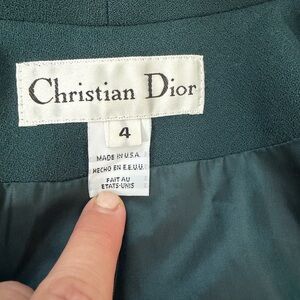 Christian Dior
4
MADE IN U.S.A.
HECHO EN E.E.U.U.
FAIT AU
ETATS-UNIS